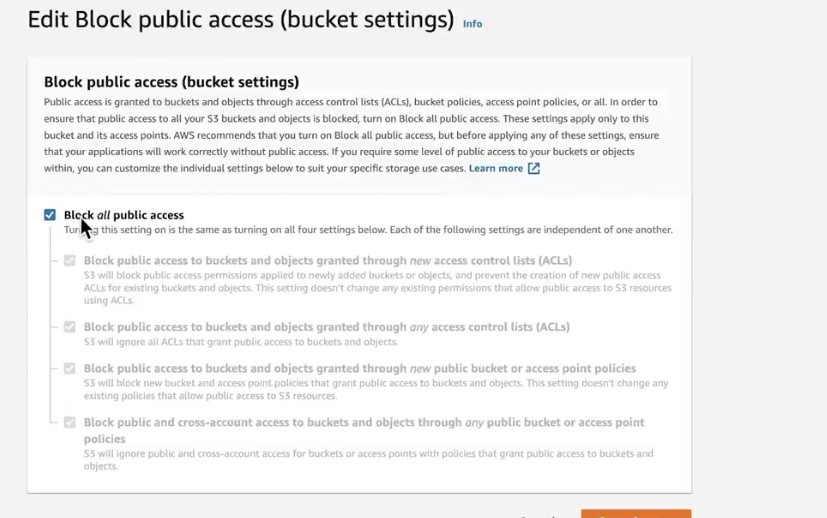 Edit Block public access (bucket settings) Info
Block public access (bucket settings)
Public access is granted to buckets and objects through access control lists (ACLs), bucket policies, access point policies, or all. In order to
ensure that public access to all your S3 buckets and objects is blocked, turn on Block all public access. These settings apply only to this
bucket and its access points. AWS recommends that you turn on Block all public access, but before applying any of these settings, ensure
that your applications will work correctly without public access. If you require some level of public access to your buckets or objects
within, you can customize the individual settings below to suit your specific storage use cases. Learn more
Block all public access
this setting on is the same as turning on all four settings below. Each of the following settings are independent of one another.
Block public access to buckets and objects granted through new access control lists (ACLs)
S3 will block public access permissions applied to newly added buckets or objects, and prevent the creation of new public access
ACLs for existing buckets and objects. This setting doesn't change any existing permissions that allow public access to S3 resources
using ACLs.
Block public access to buckets and objects granted through any access control lists (ACLs)
S3 will ignore all ACLs that grant public access to buckets and objects.
Block public access to buckets and objects granted through new public bucket or access point policies
S3 will block new bucket and access point policies that grant public access to buckets and objects. This setting doesn't change any
existing policies that allow public access to S3 resources.
Block public and cross-account access to buckets and objects through any public bucket or access point
policies
S3 will ignore public and cross-account access for buckets or access points with policies that grant public access to buckets and
objects.